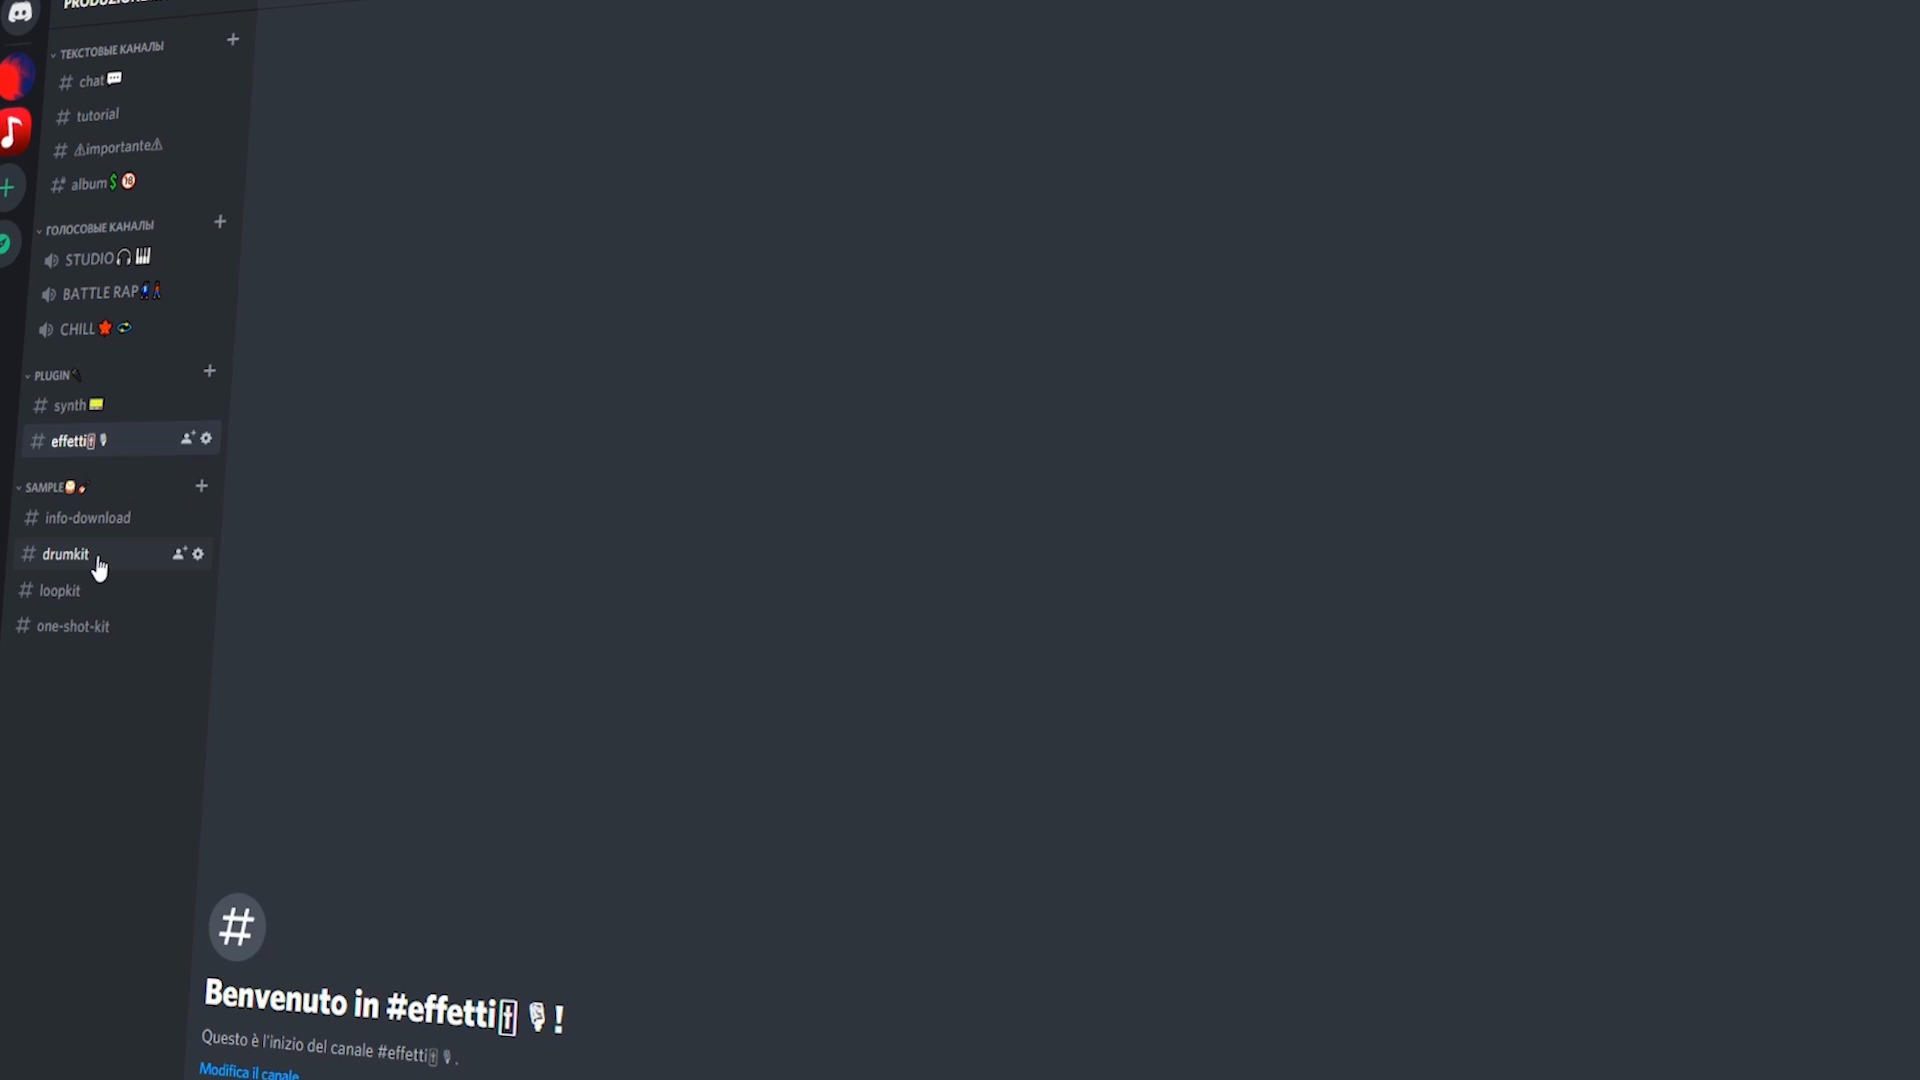 ТЕКСТОВЫЕ КАНАЛЫ
chat
tutorial
⚠importante⚠
album$🔞
ГОЛОСОВЫЕ КАНАЛЫ
STUDIO
BATTLE RAP
CHILL
PLUGIN
synth
effetti
SAMPLE
info-download
drumkit
loopkit
one-shot-kit
Benvenuto in #effetti !
Questo è l'inizio del canale #effetti .
Modifica il canale